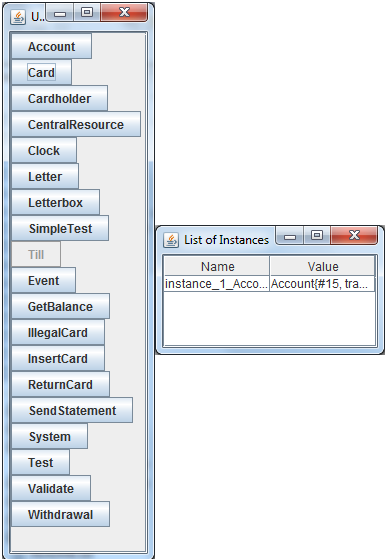 U...
Account
Card
Cardholder
CentralResource
Clock
Letter
Letterbox
SimpleTest
Till
Event
GetBalance
IllegalCard
InsertCard
ReturnCard
SendStatement
System
Test
Validate
Withdrawal
List of Instances
Name Value
instance_1_Acco... Account{#15, tra...